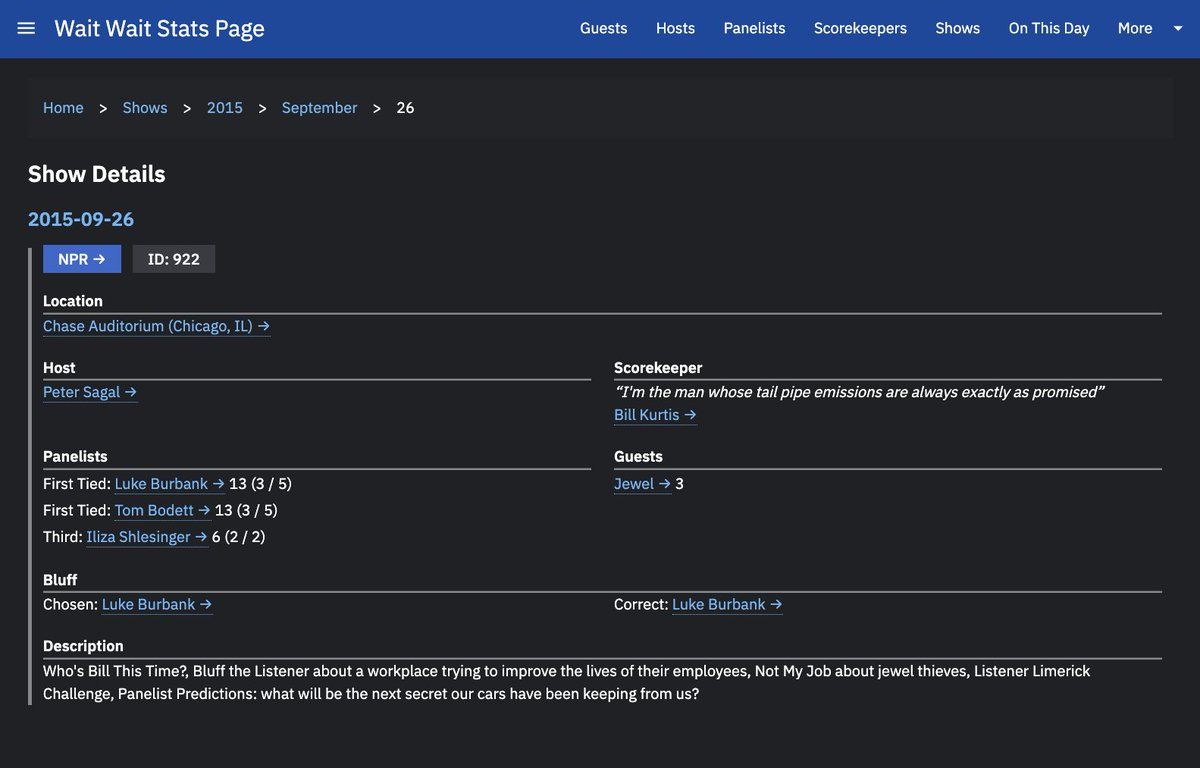 Wait Wait Stats Page
Guests Hosts Panelists Scorekeepers Shows On This Day More
Home > Shows > 2015 > September > 26
Show Details
2015-09-26
NPR → ID: 922
Location
Chase Auditorium (Chicago, IL) →
Host
Peter Sagal →
Scorekeeper
“I'm the man whose tail pipe emissions are always exactly as promised”
Bill Kurtis →
Panelists
First Tied: Luke Burbank → 13 (3 / 5)
First Tied: Tom Bodett → 13 (3 / 5)
Third: Iliza Shlesinger → 6 (2 / 2)
Guests
Jewel → 3
Bluff
Chosen: Luke Burbank →
Correct: Luke Burbank →
Description
Who's Bill This Time?, Bluff the Listener about a workplace trying to improve the lives of their employees, Not My Job about jewel thieves, Listener Limerick
Challenge, Panelist Predictions: what will be the next secret our cars have been keeping from us?